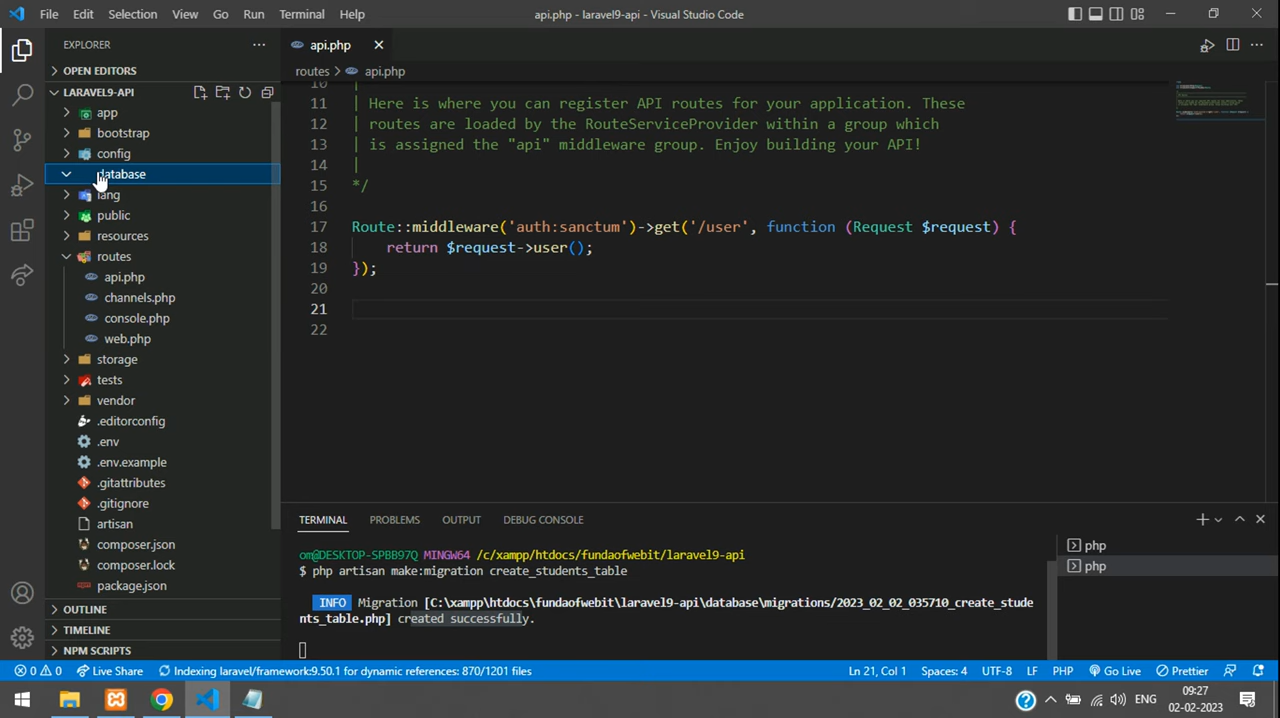 File Edit Selection View Go Run Terminal Help
api.php - laravel9-api - Visual Studio Code
EXPLORER
OPEN EDITORS
LARAVEL9-API
app
bootstrap
config
database
lang
public
resources
routes
api.php
channels.php
console.php
web.php
storage
tests
vendor
.editorconfig
.env
.env.example
.gitattributes
.gitignore
artisan
composer.json
composer.lock
package.json
OUTLINE
TIMELINE
NPM SCRIPTS
api.php
routes > api.php
10 |
11 | Here is where you can register API routes for your application. These
12 | routes are loaded by the RouteServiceProvider within a group which
13 | is assigned the "api" middleware group. Enjoy building your API!
14 |
15 */
16
17 Route::middleware('auth:sanctum')->get('/user', function (Request $request) {
18 return $request->user();
19 });
20
21
22
TERMINAL PROBLEMS OUTPUT DEBUG CONSOLE
om@DESKTOP-SPBB97Q MINGW64 /c/xampp/htdocs/fundaofwebit/laravel9-api
$ php artisan make:migration create_students_table
INFO Migration [C:\xampp\htdocs\fundaofwebit\laravel9-api\database\migrations/2023_02_02_035710_create_stude
nts_table.php] created successfully.
php
php
0 0 Live Share Indexing laravel/framework:9.50.1 for dynamic references: 870/1201 files
Ln 21, Col 1 Spaces: 4 UTF-8 LF PHP Go Live Prettier
ENG
09:27
02-02-2023